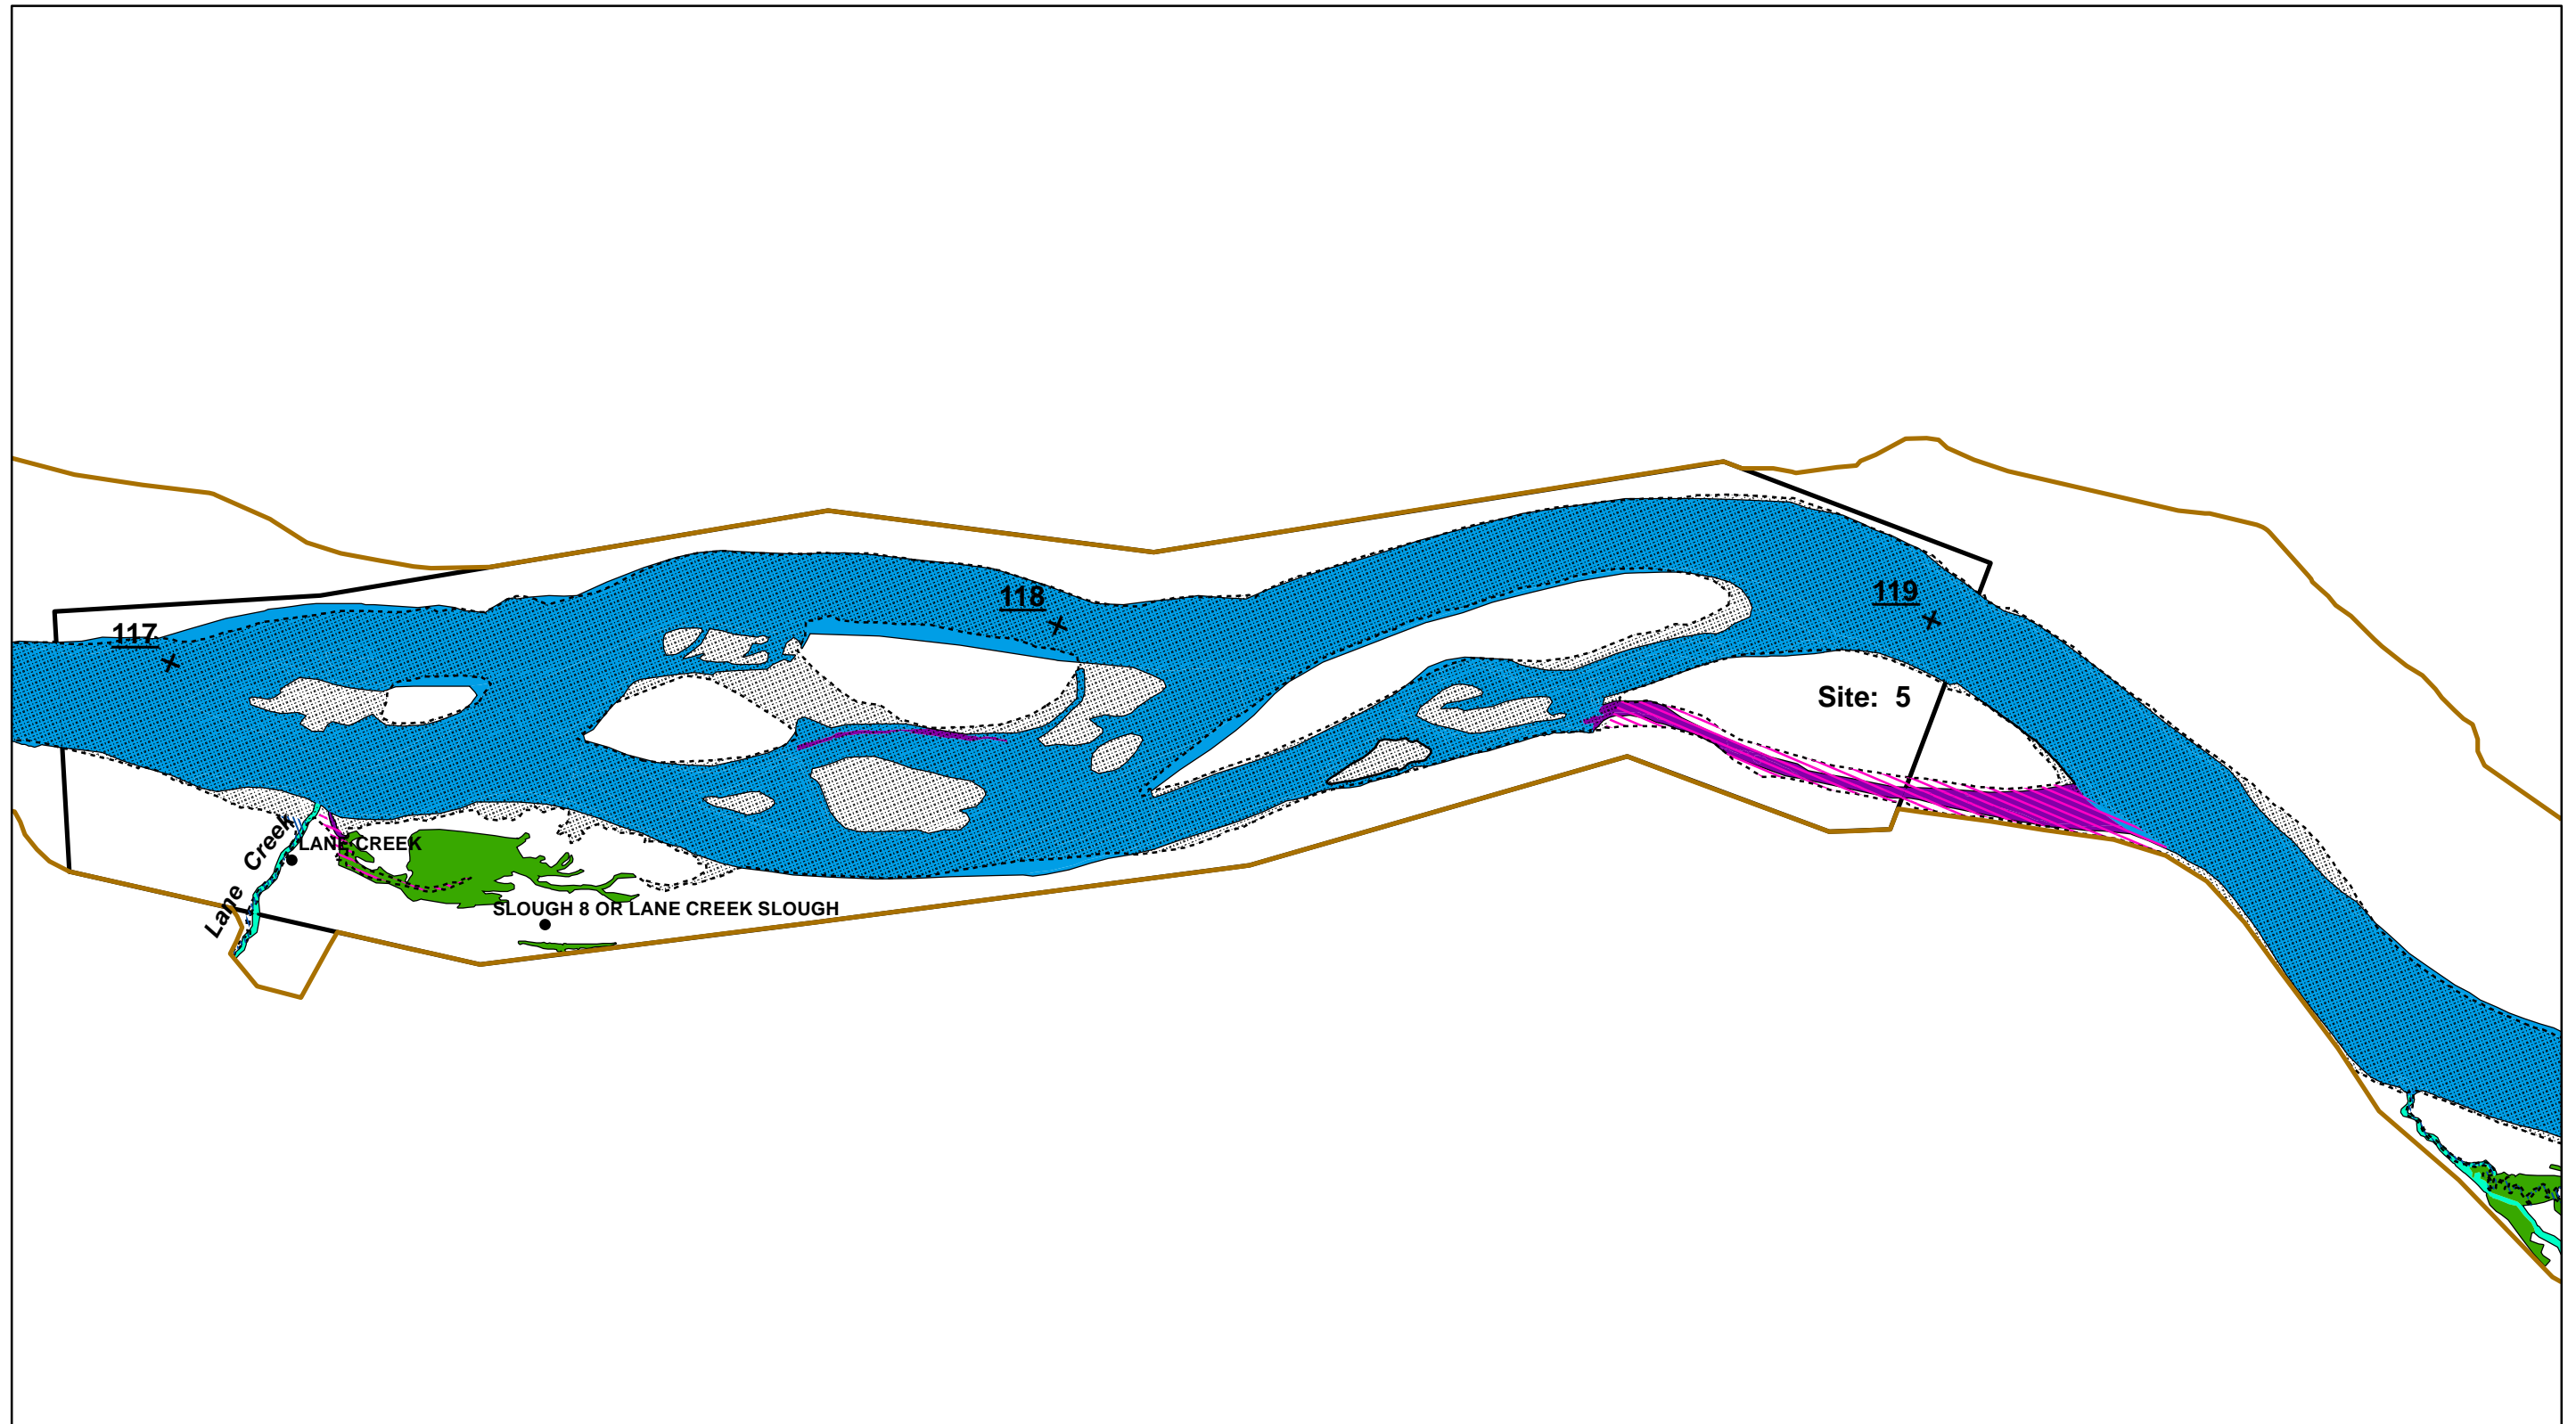 118
119
117
Site: 5
Lane Creek
LANE CREEK
SLOUGH 8 OR LANE CREEK SLOUGH